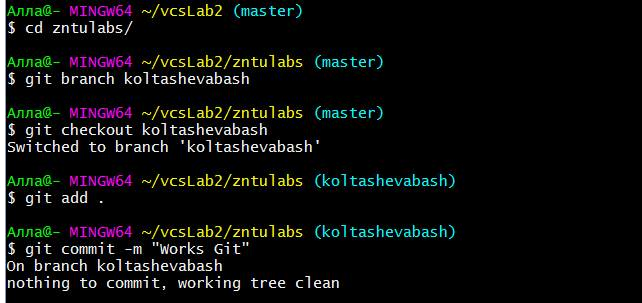 Алла@- MINGW64 ~/vcsLab2 (master)
$ cd zntulabs/
Алла@- MINGW64 ~/vcsLab2/zntulabs (master)
$ git branch koltashevabash
Алла@- MINGW64 ~/vcsLab2/zntulabs (master)
$ git checkout koltashevabash
Switched to branch 'koltashevabash'
Алла@- MINGW64 ~/vcsLab2/zntulabs (koltashevabash)
$ git add .
Алла@- MINGW64 ~/vcsLab2/zntulabs (koltashevabash)
$ git commit -m "Works Git"
On branch koltashevabash
nothing to commit, working tree clean